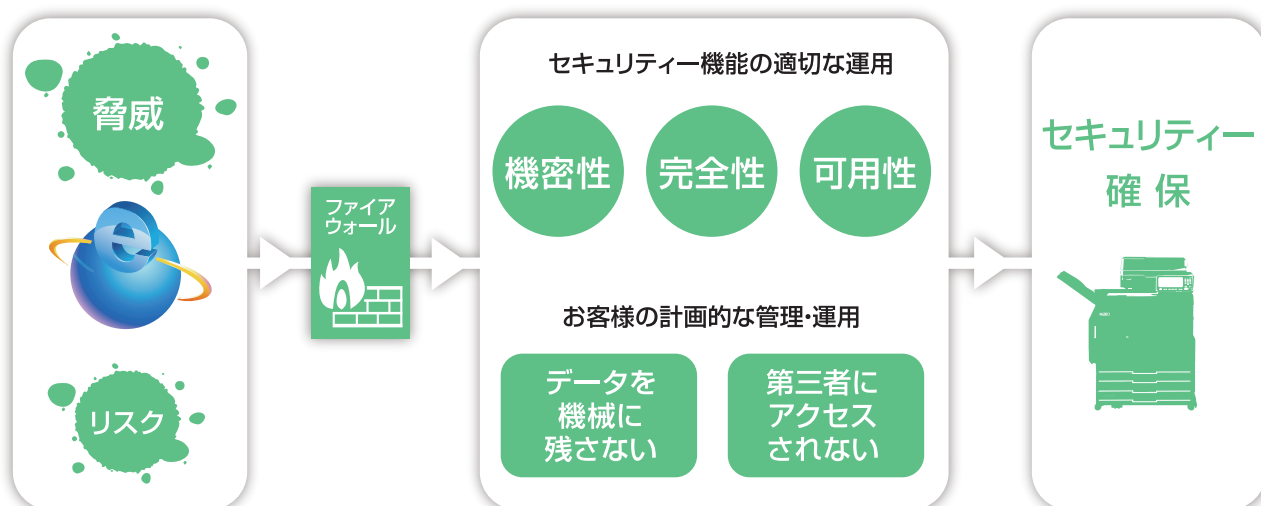 脅威
リスク
ファイア
ウォール
セキュリティー機能の適切な運用
機密性
完全性
可用性
お客様の計画的な管理・運用
データを
機械に
残さない
第三者に
アクセス
されない
セキュリティー
確 保